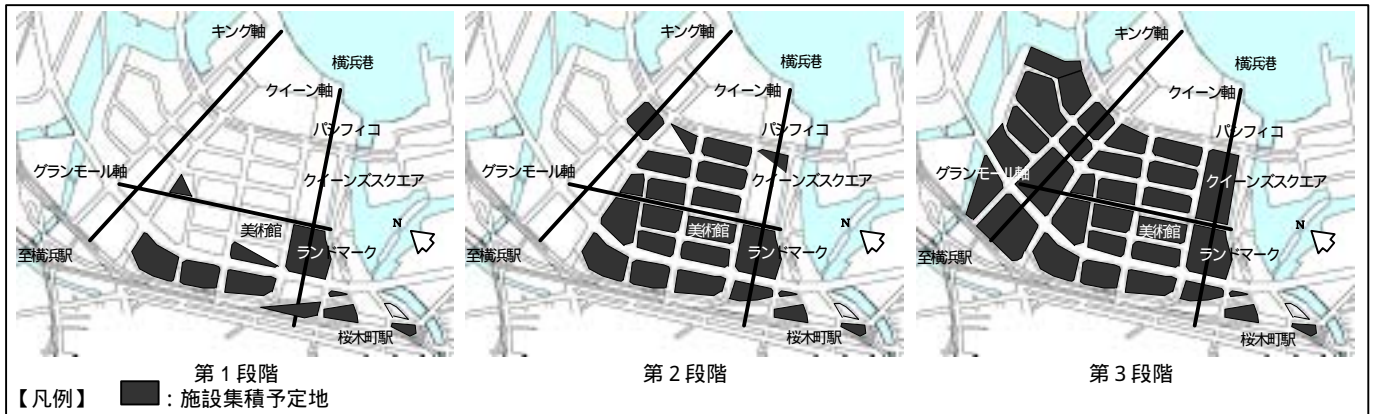 キング軸
横浜港
クイーン軸
パシフィコ
グランモール軸
クイーンズスクエア
美術館
N
ランドマーク
至横浜駅
桜木町駅
第1段階
キング軸
横浜港
クイーン軸
パシフィコ
グランモール軸
クイーンズスクエア
美術館
N
ランドマーク
至横浜駅
桜木町駅
第2段階
キング軸
横浜港
クイーン軸
パシフィコ
グランモール軸
クイーンズスクエア
美術館
N
ランドマーク
至横浜駅
桜木町駅
第3段階
【凡例】 :施設集積予定地